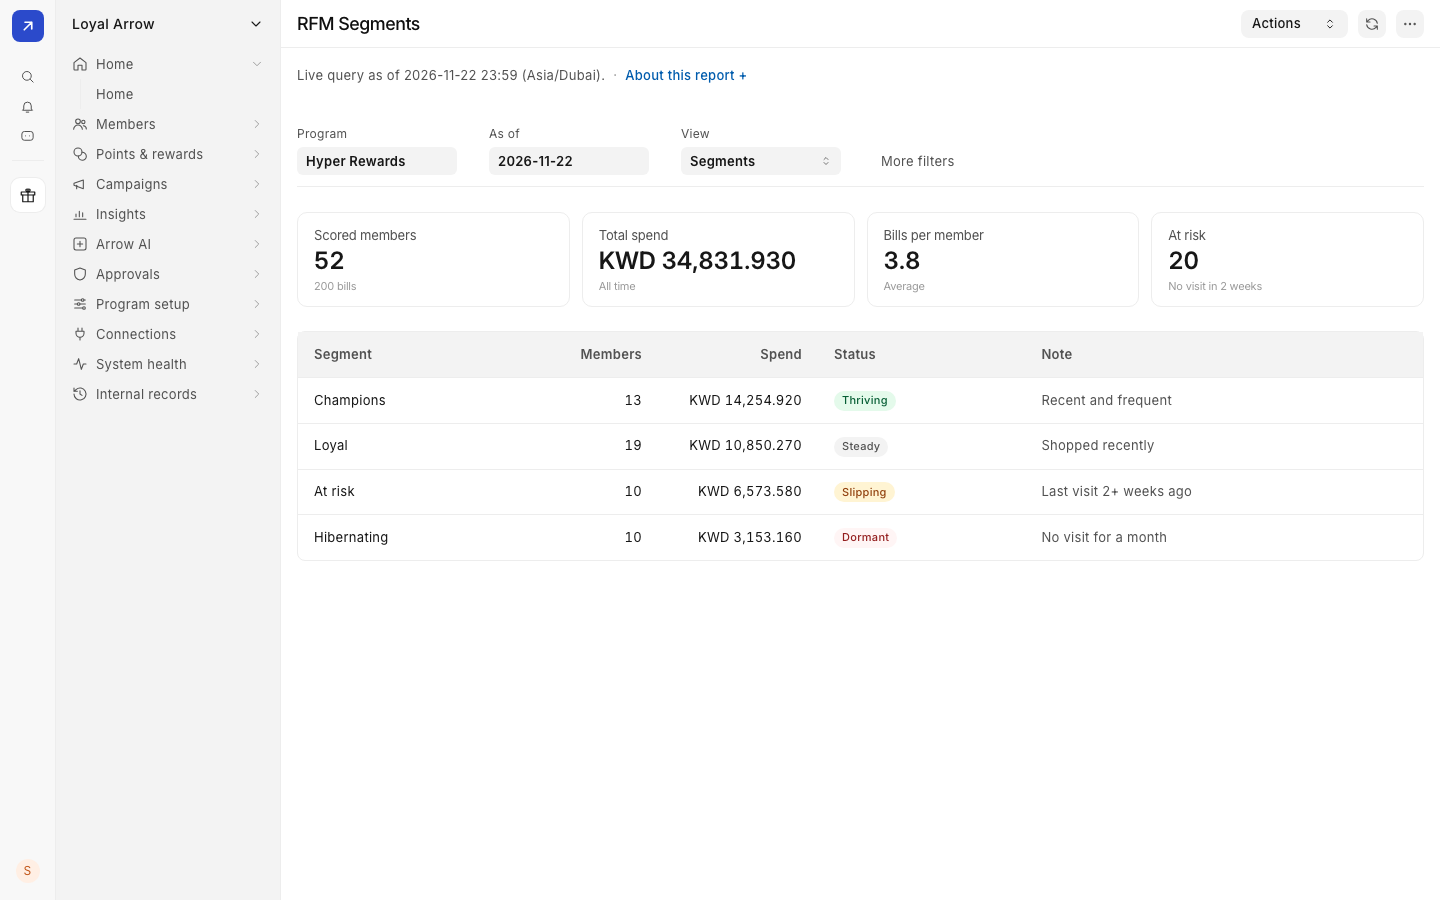 Loyal Arrow
Home
Home
Members
Points & rewards
Campaigns
Insights
Arrow AI
Approvals
Program setup
Connections
System health
Internal records
S
RFM Segments
Actions
Live query as of 2026-11-22 23:59 (Asia/Dubai). · About this report +
Program As of View
Hyper Rewards 2026-11-22 Segments More filters
Scored members Total spend Bills per member At risk
52 KWD 34,831.930 3.8 20
200 bills All time Average No visit in 2 weeks
Segment Members Spend Status Note
Champions 13 KWD 14,254.920 Thriving Recent and frequent
Loyal 19 KWD 10,850.270 Steady Shopped recently
At risk 10 KWD 6,573.580 Slipping Last visit 2+ weeks ago
Hibernating 10 KWD 3,153.160 Dormant No visit for a month